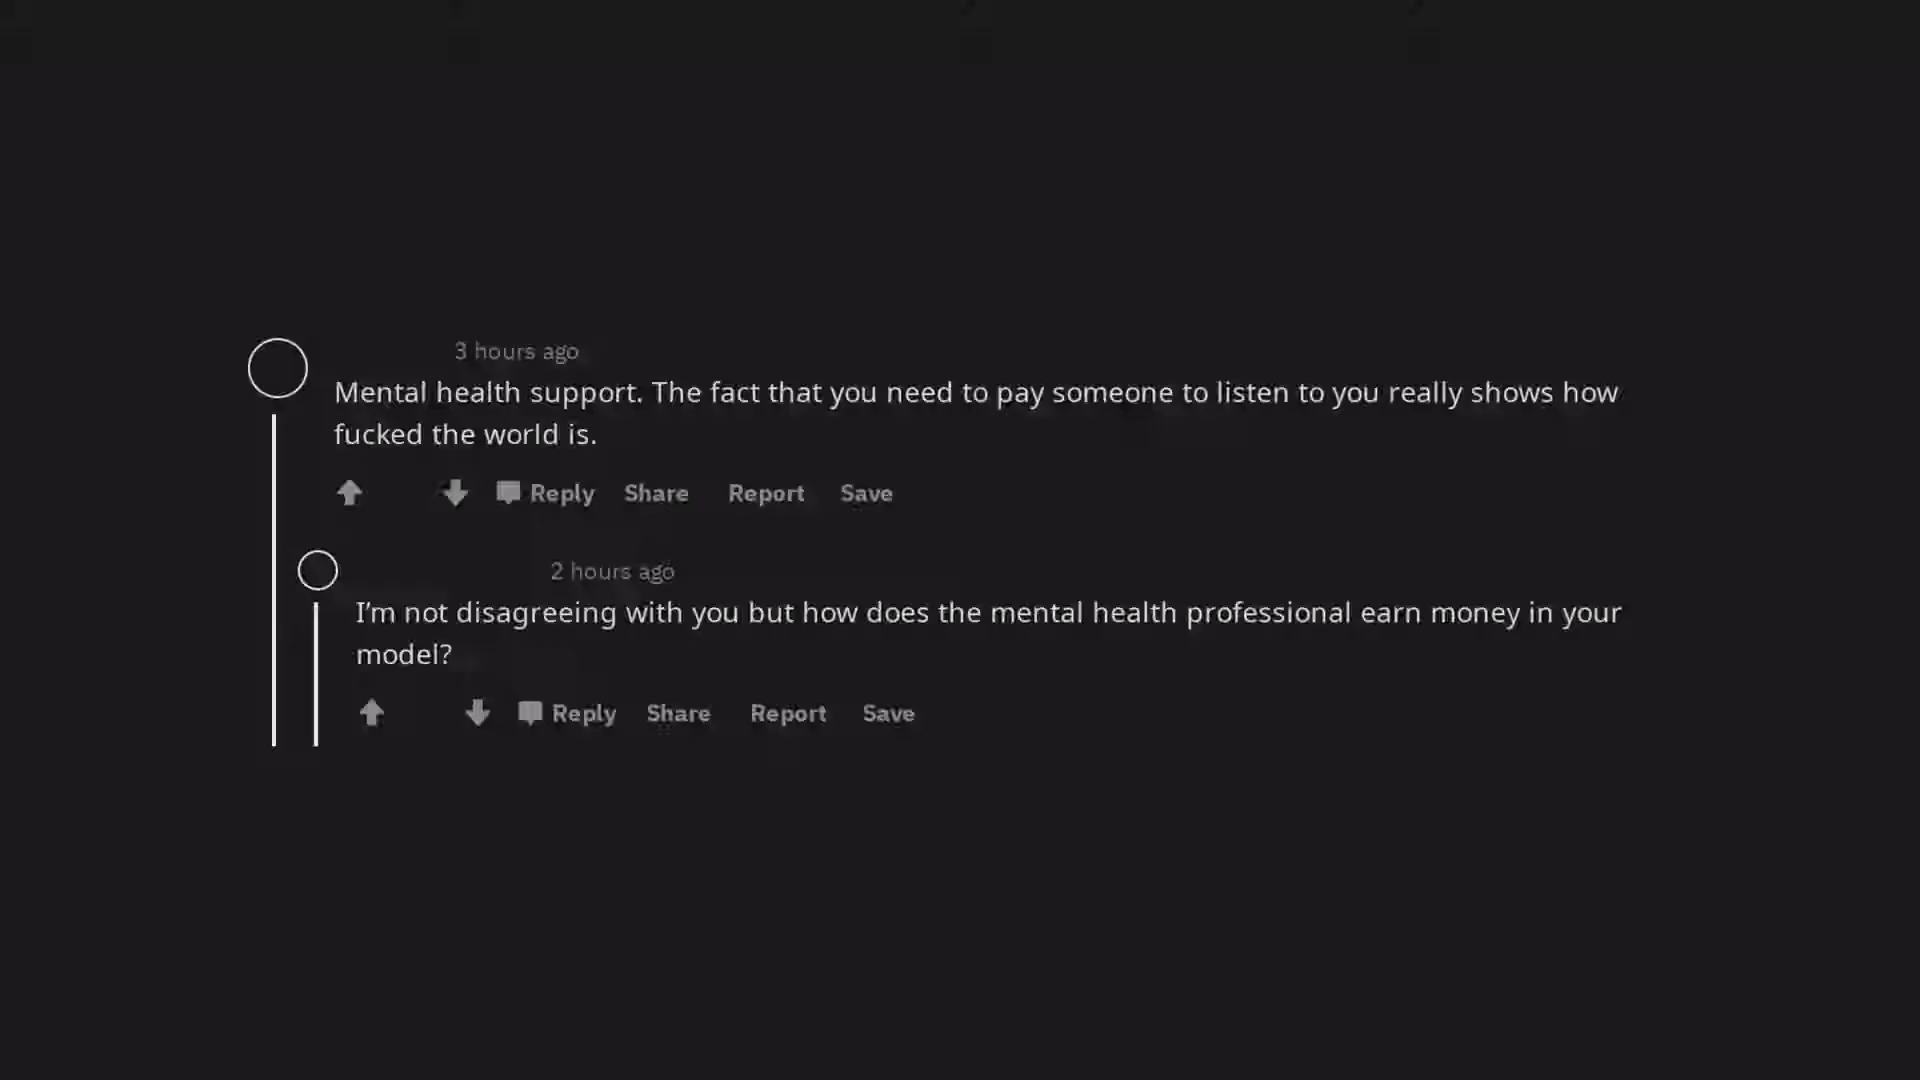 3 hours ago
Mental health support. The fact that you need to pay someone to listen to you really shows how
fucked the world is.
Reply Share Report Save
2 hours ago
I'm not disagreeing with you but how does the mental health professional earn money in your
model?
Reply Share Report Save